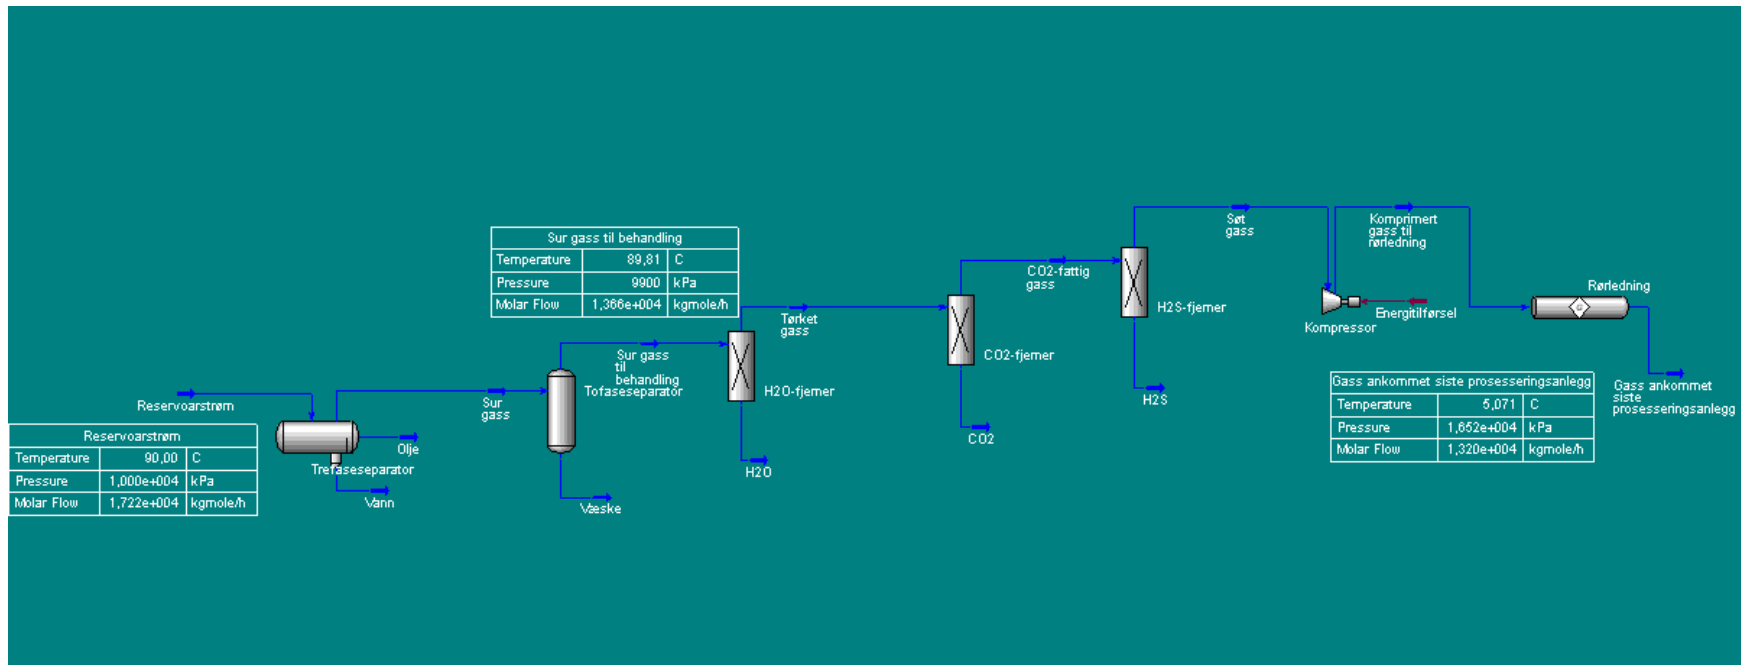 Reservoarstrøm
Reservoarstrøm
Temperature 90,00 C
Pressure 1,000e+004 kPa
Molar Flow 1,722e+004 kgmole/h
Trefaseseparator
Olje
Vann
Sur
gass
Tofaseseparator
Væske
Sur gass til behandling
Temperature 89,81 C
Pressure 9900 kPa
Molar Flow 1,366e+004 kgmole/h
Sur gass
til
behandling
H2O-fjerner
H2O
Tørket
gass
CO2-fjerner
CO2
CO2-fattig
gass
H2S-fjerner
H2S
Søt
gass
Kompressor
Energitilførsel
Komprimert
gass til
rørledning
Rørledning
Gass ankommet
siste
prosesseringsanlegg
Gass ankommet siste prosesseringsanlegg
Temperature 5,071 C
Pressure 1,652e+004 kPa
Molar Flow 1,320e+004 kgmole/h